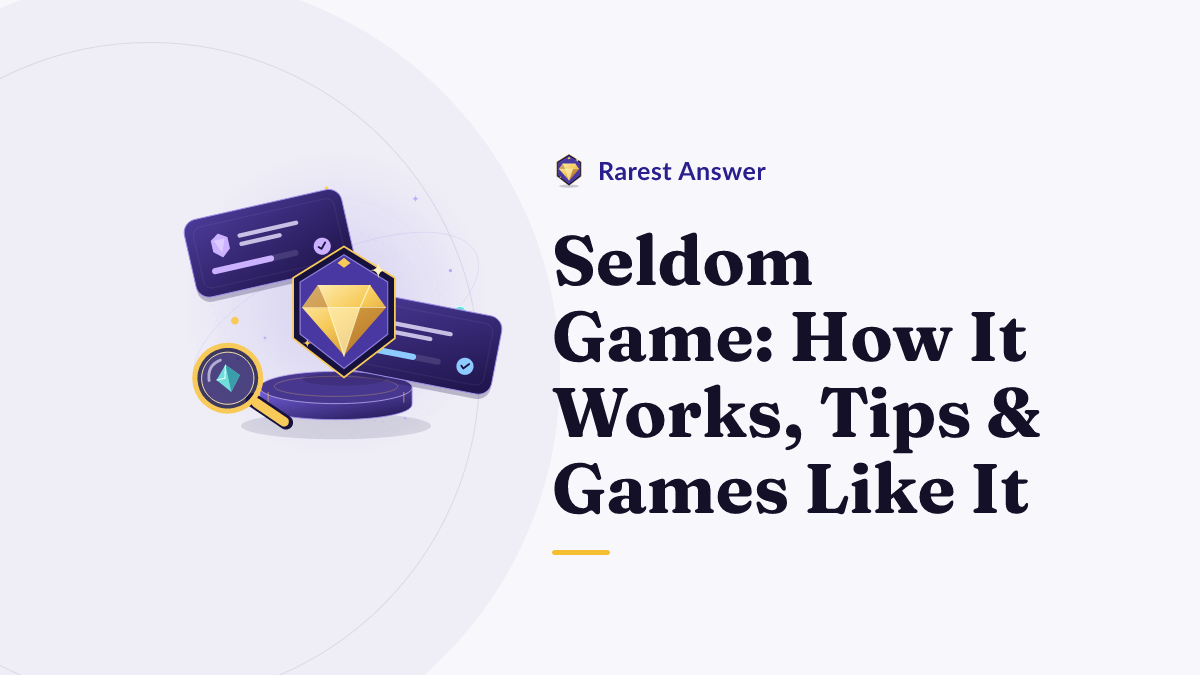 Rarest Answer
Seldom
Game: How It
Works, Tips &
Games Like It